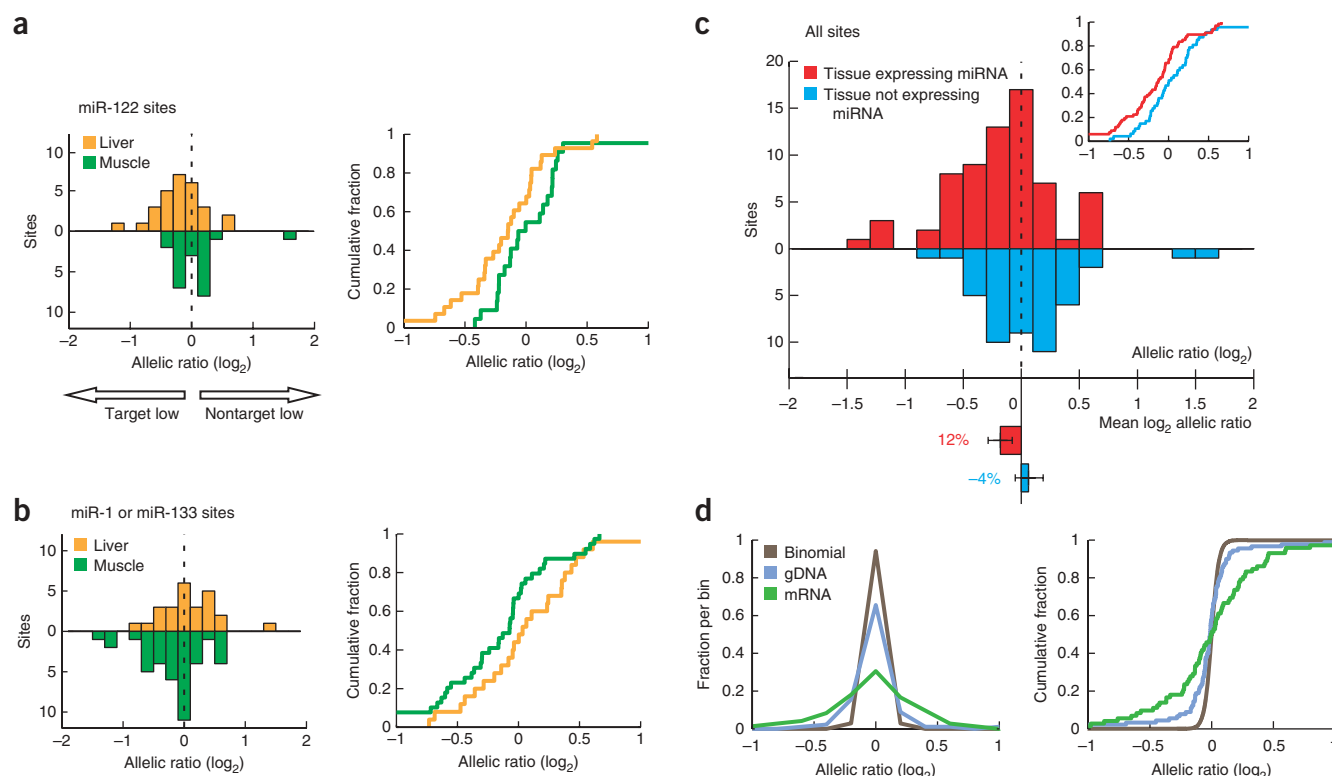 a
miR-122 sites
Liver
Muscle
10
5
0
5
10
Sites
−2 −1 0 1 2
Allelic ratio (log2)
Target low
Nontarget low
1
0.8
0.6
0.4
0.2
0
Cumulative fraction
−1 −0.5 0 0.5 1
Allelic ratio (log2)
b
miR-1 or miR-133 sites
Liver
Muscle
10
5
0
5
10
Sites
−2 −1 0 1 2
Allelic ratio (log2)
1
0.8
0.6
0.4
0.2
0
Cumulative fraction
−1 −0.5 0 0.5 1
Allelic ratio (log2)
c
All sites
Tissue expressing miRNA
Tissue not expressing
miRNA
20
15
10
5
0
5
10
Sites
1
0.8
0.6
0.4
0.2
0
−1 −0.5 0 0.5 1
Allelic ratio (log2)
−2 −1.5 −1 −0.5 0 0.5 1 1.5 2
Mean log2 allelic ratio
12%
−4%
d
Binomial
gDNA
mRNA
1
0.8
0.6
0.4
0.2
0
Fraction per bin
−1 −0.5 0 0.5 1
Allelic ratio (log2)
1
0.8
0.6
0.4
0.2
0
Cumulative fraction
−1 −0.5 0 0.5 1
Allelic ratio (log2)